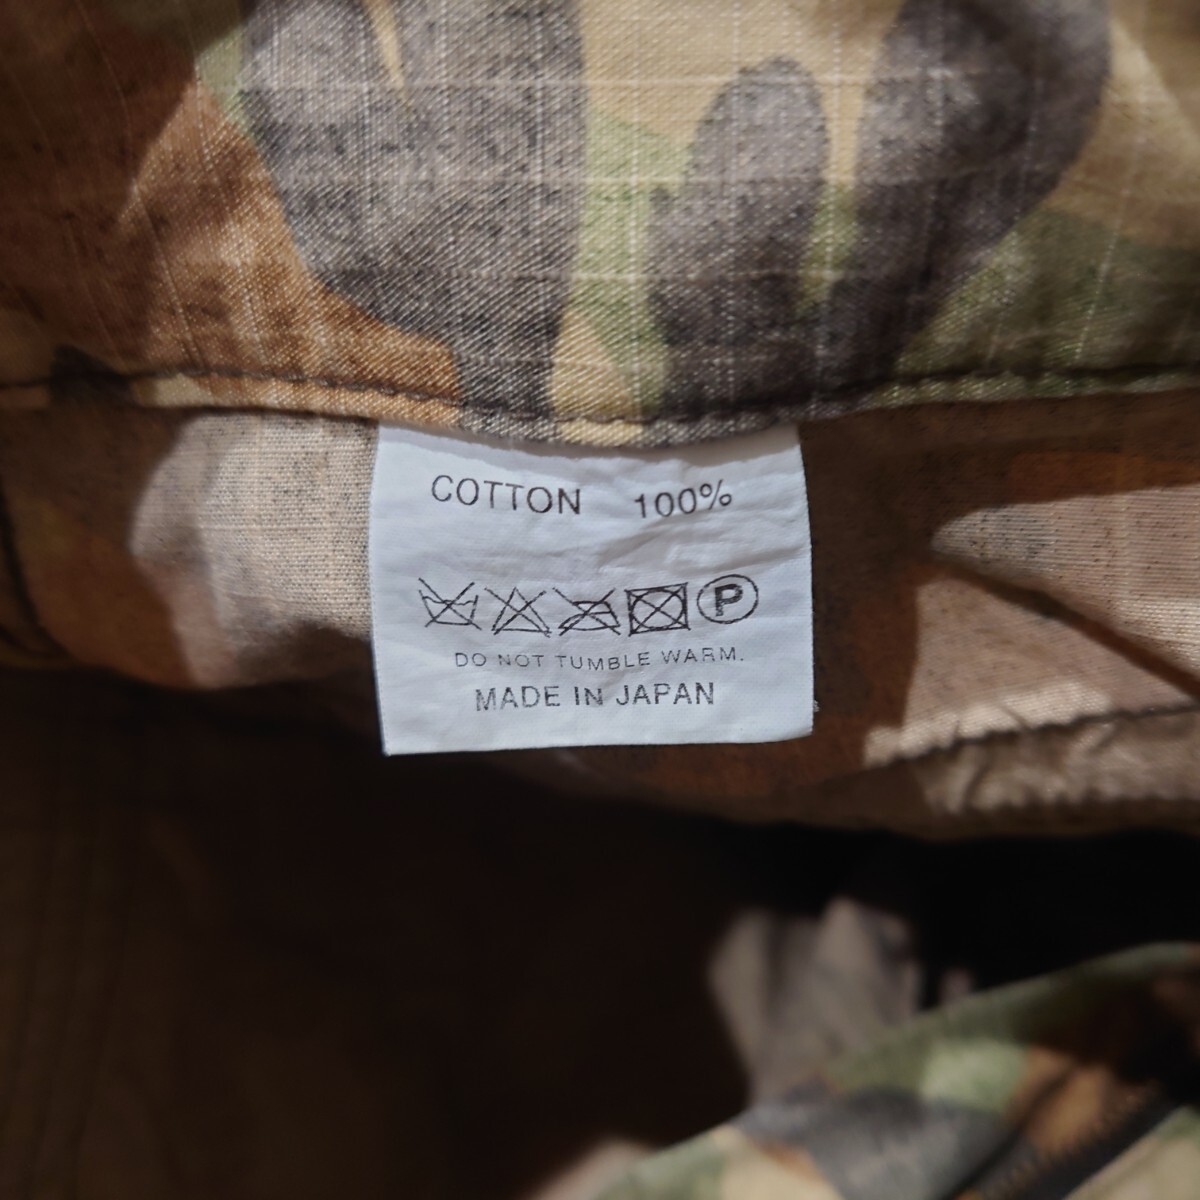 COTTON 100%
P
DO NOT TUMBLE WARM.
MADE IN JAPAN